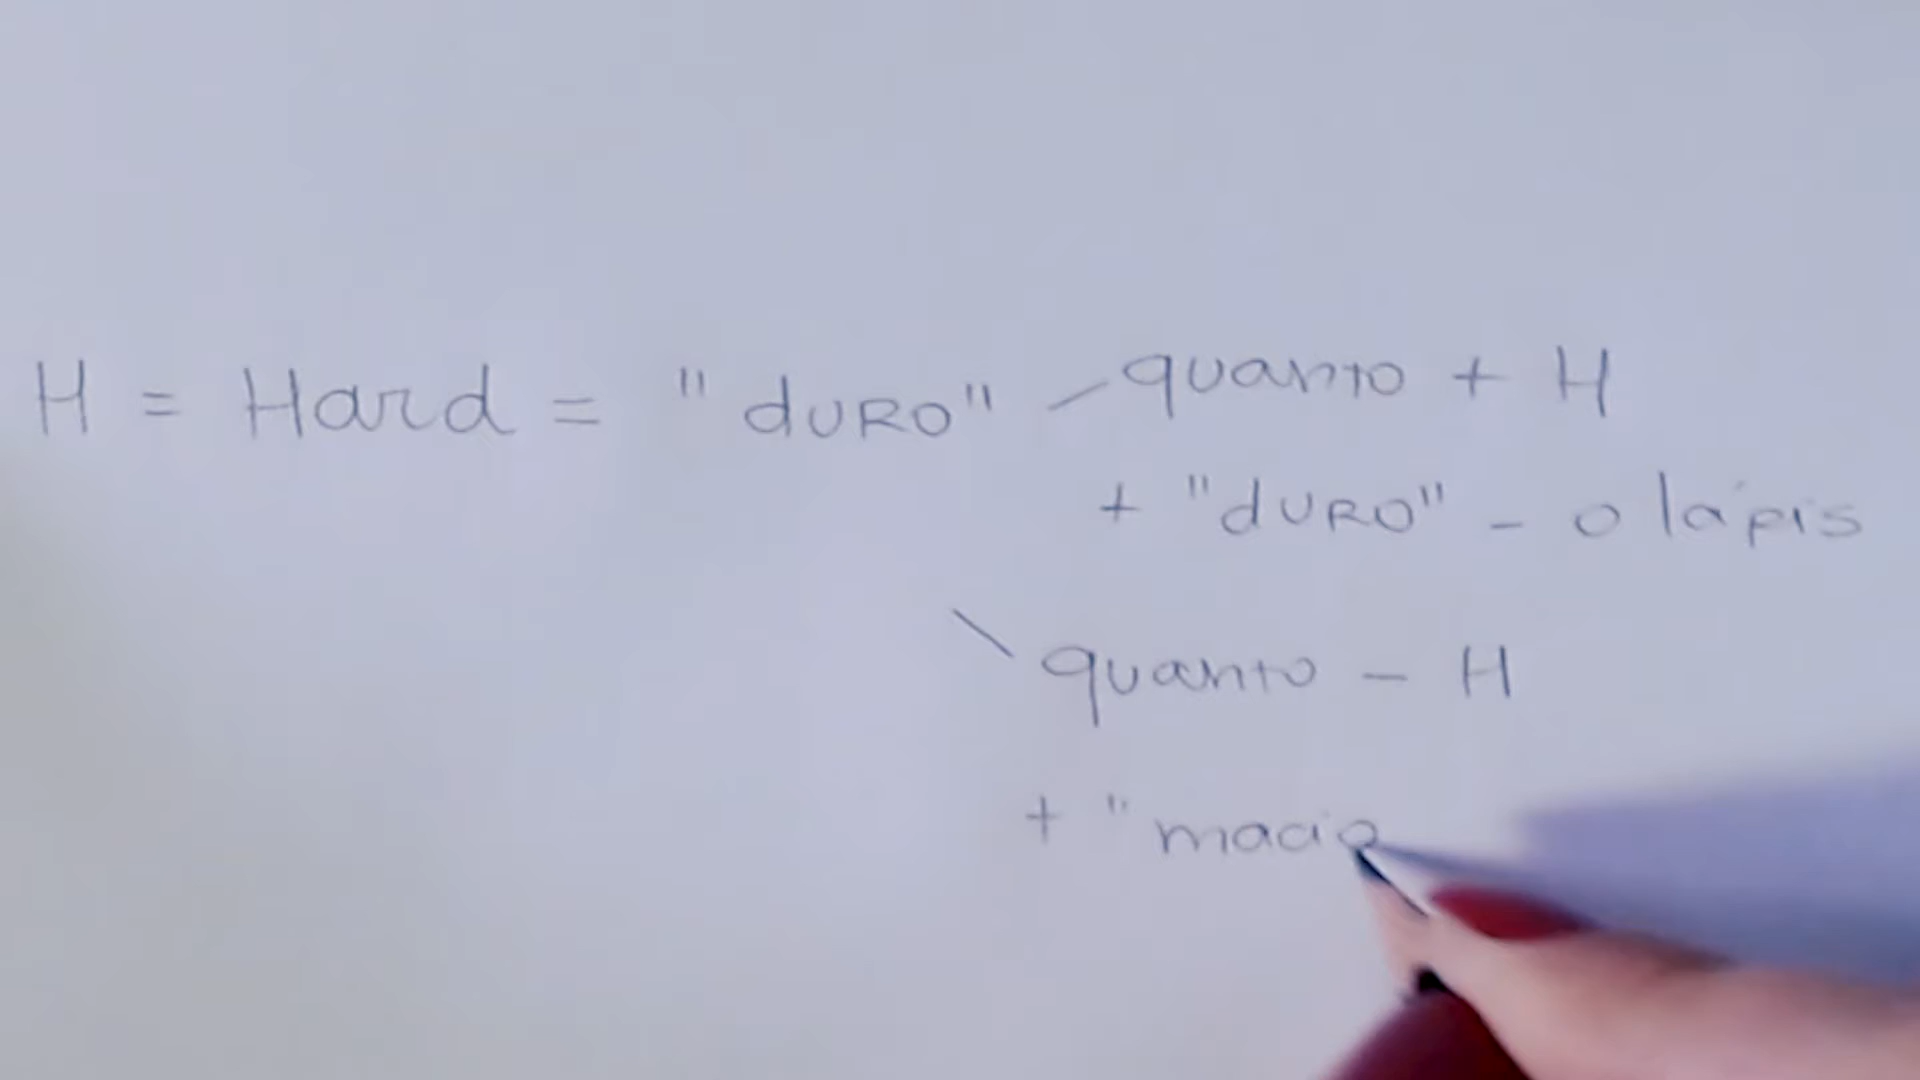 H = Hard = "duro" - quanto + H
+ "duro" - o lápis
\ quanto - H
+ "macio